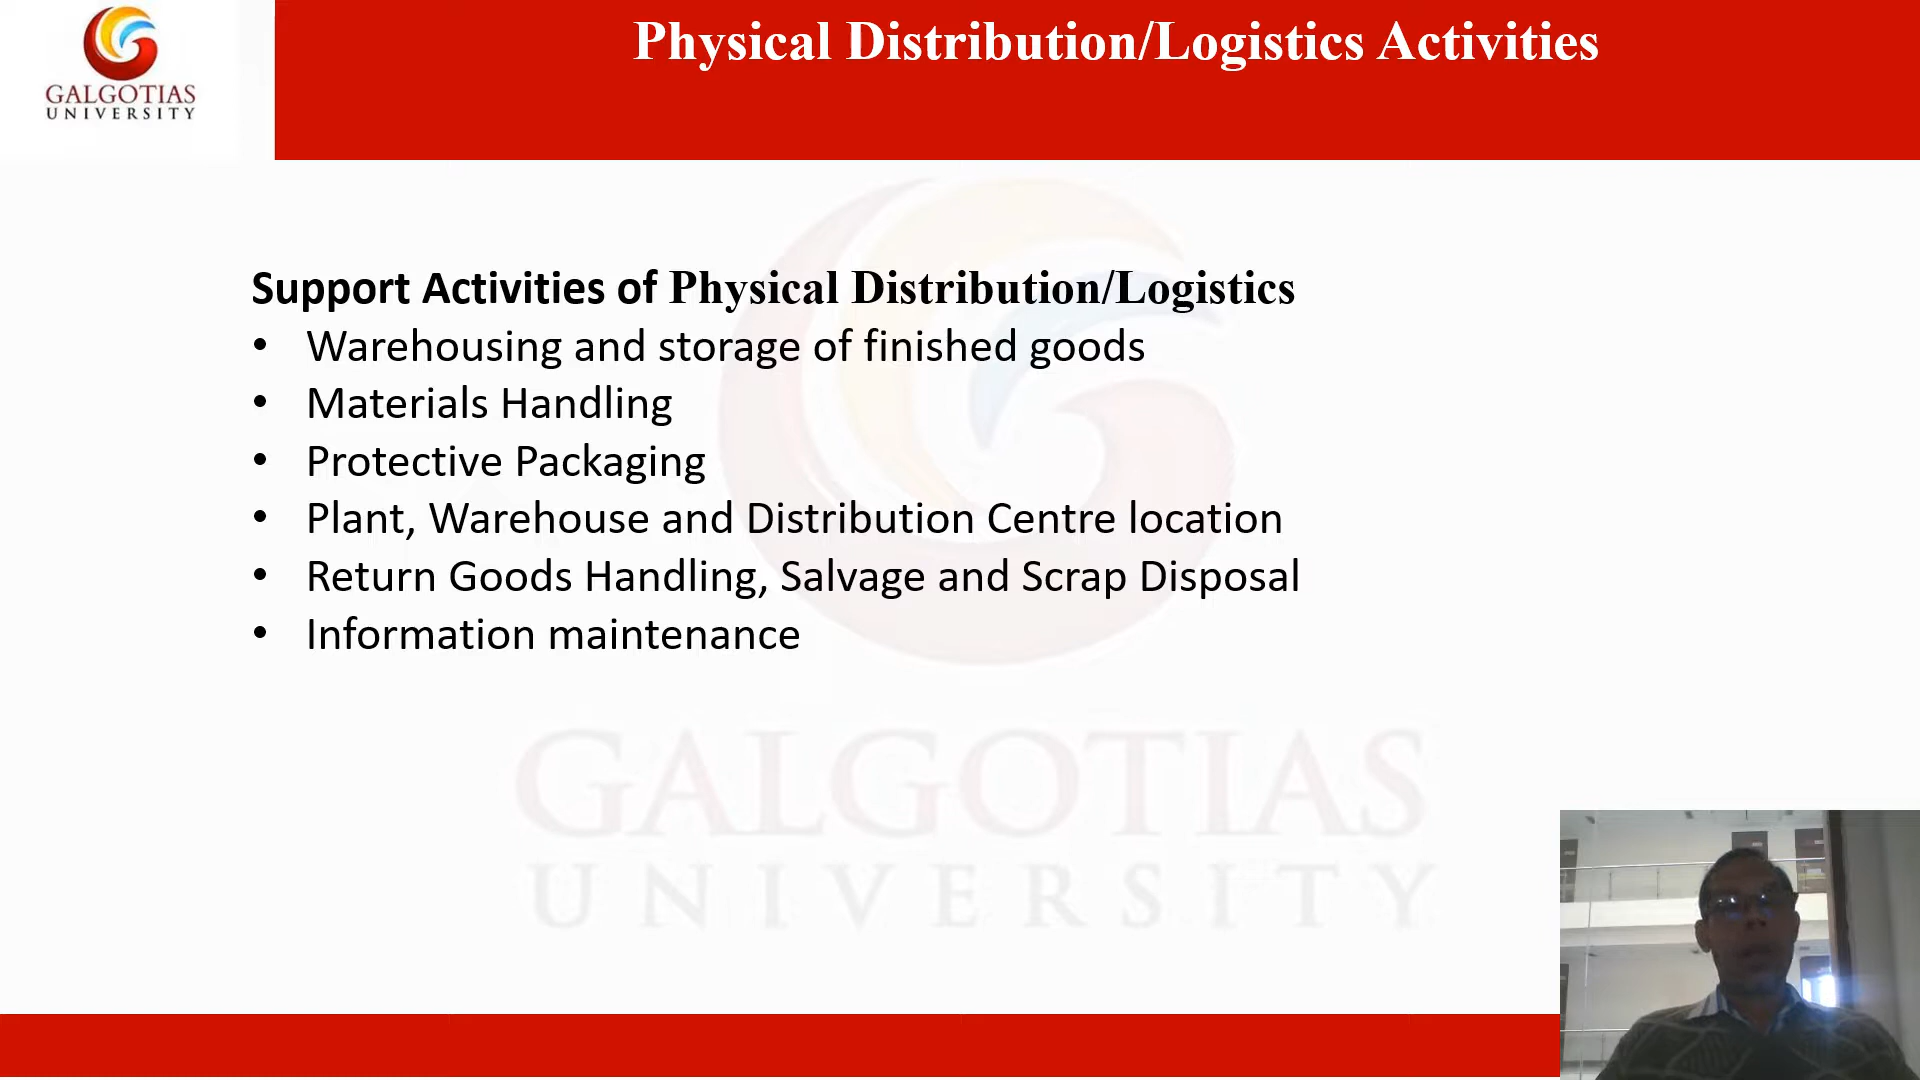 Physical Distribution/Logistics Activities
GALGOTIAS
UNIVERSITY
Support Activities of Physical Distribution/Logistics
• Warehousing and storage of finished goods
• Materials Handling
• Protective Packaging
• Plant, Warehouse and Distribution Centre location
• Return Goods Handling, Salvage and Scrap Disposal
• Information maintenance
GALGOTIAS
UNIVERSITY